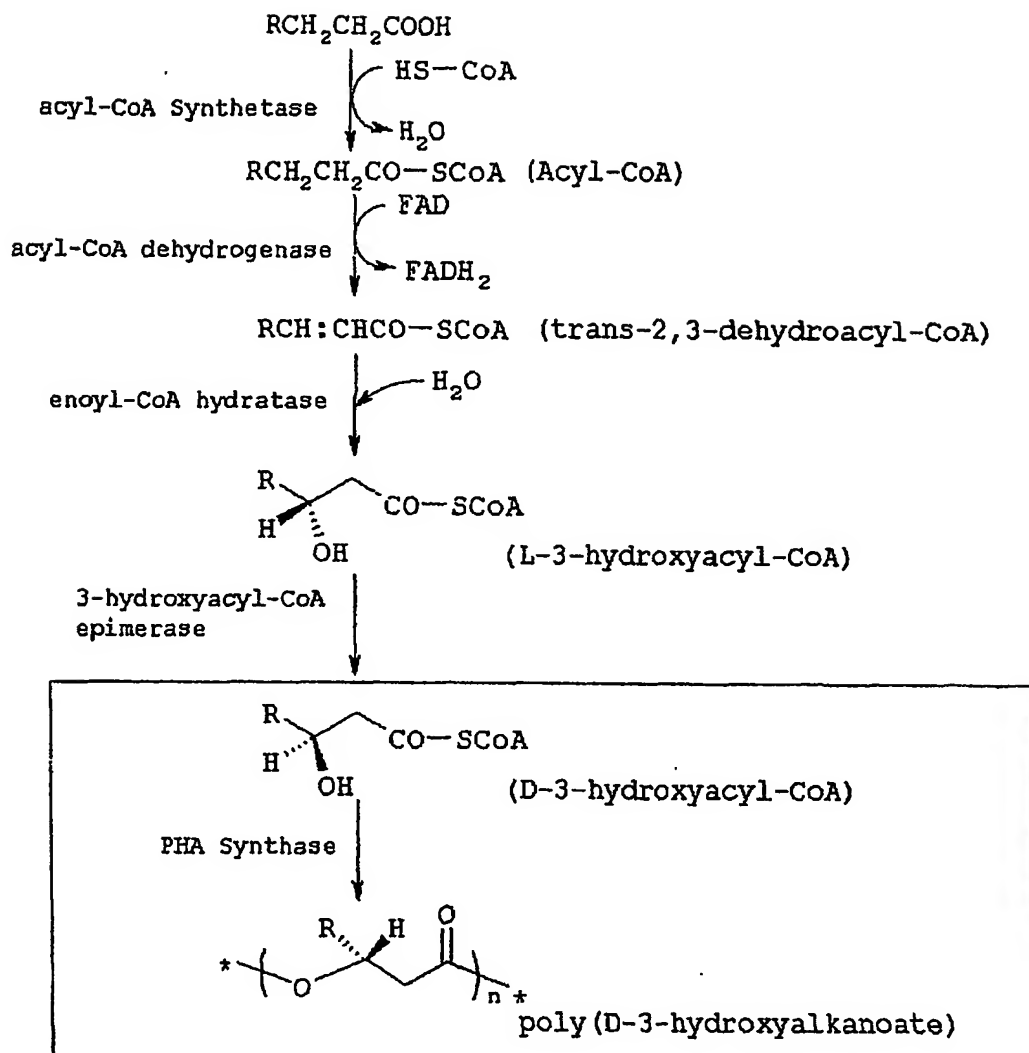 RCH₂CH₂COOH
HS—CoA
acyl-CoA Synthetase
H₂O
RCH₂CH₂CO—SCoA (Acyl-CoA)
FAD
acyl-CoA dehydrogenase
FADH₂
RCH:CHCO—SCoA (trans-2,3-dehydroacyl-CoA)
H₂O
enoyl-CoA hydratase
R
CO—SCoA
H
OH
(L-3-hydroxyacyl-CoA)
3-hydroxyacyl-CoA
epimerase
R
CO—SCoA
H
OH
(D-3-hydroxyacyl-CoA)
PHA Synthase
O
R H
* ( O ) n *
poly(D-3-hydroxyalkanoate)